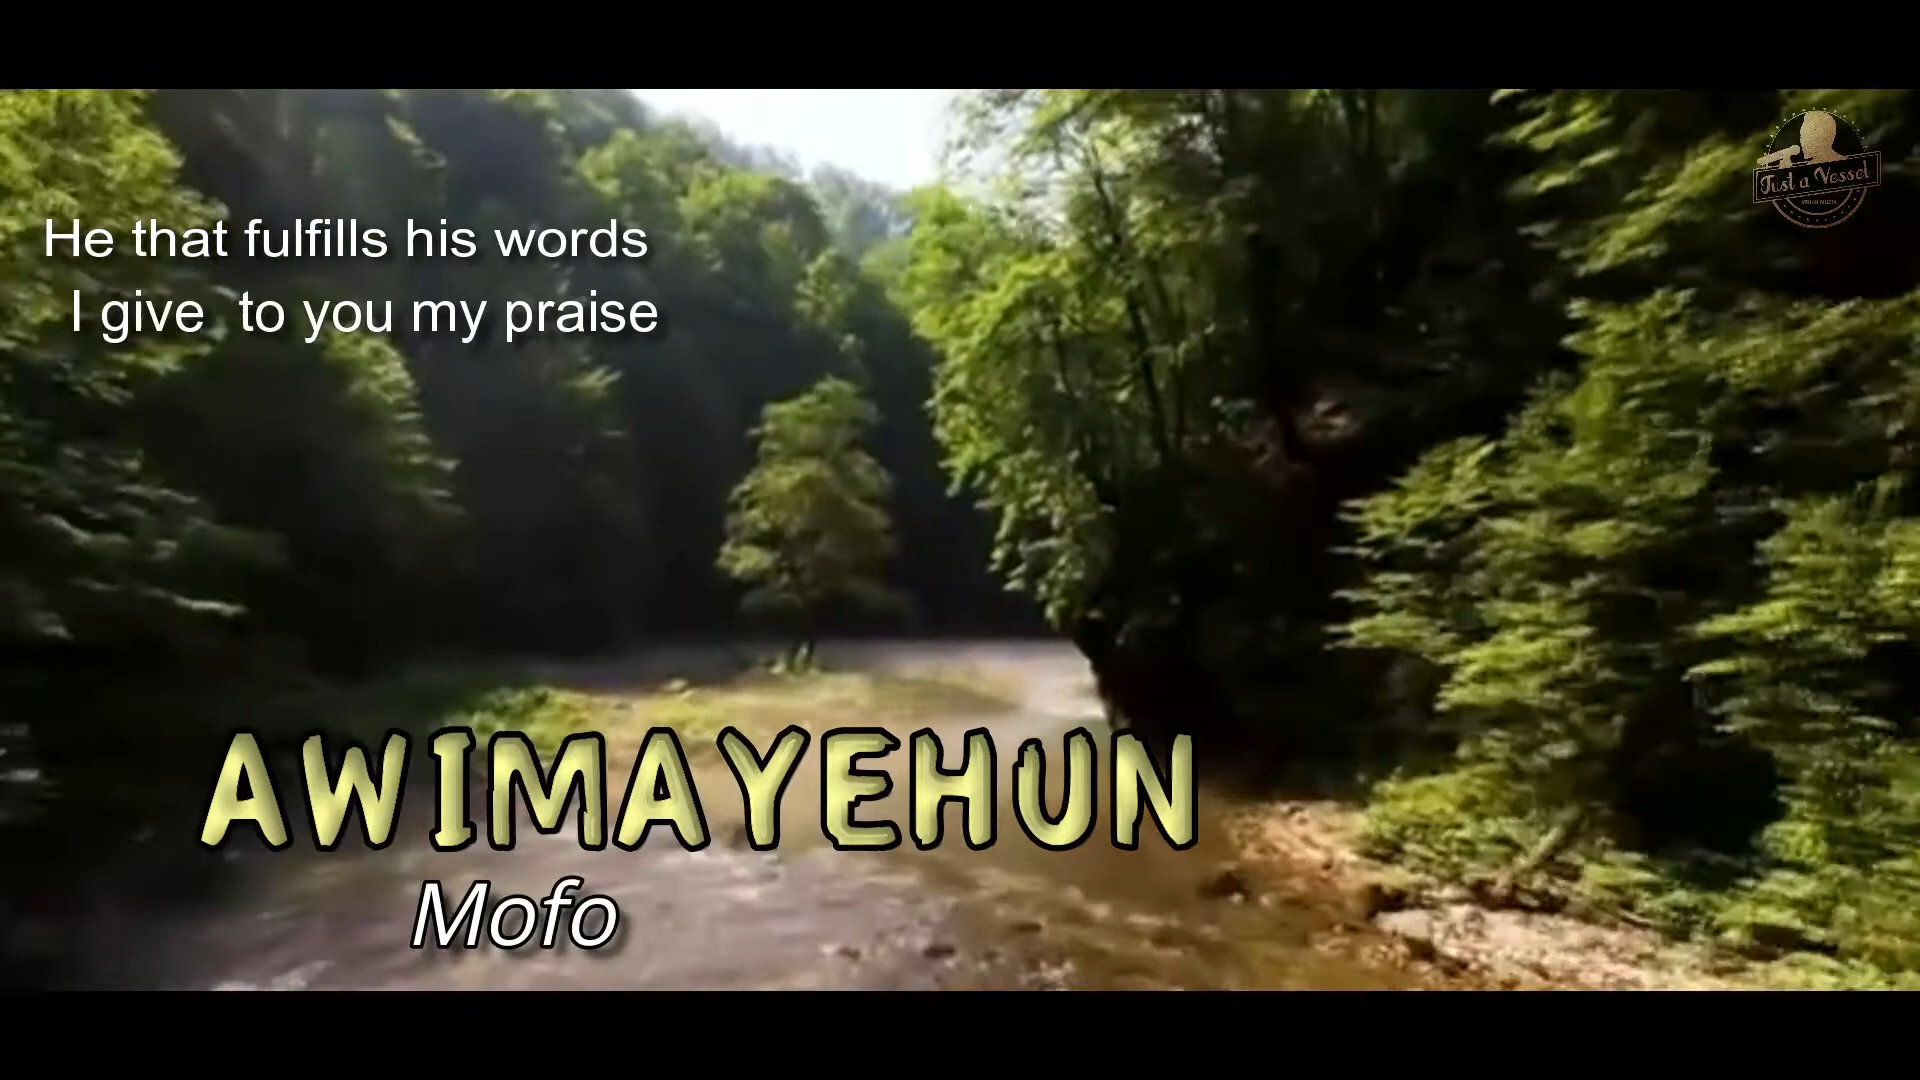 He that fulfills his words
I give to you my praise
Just a Vessel
AWIMAYEHUN
Mofo